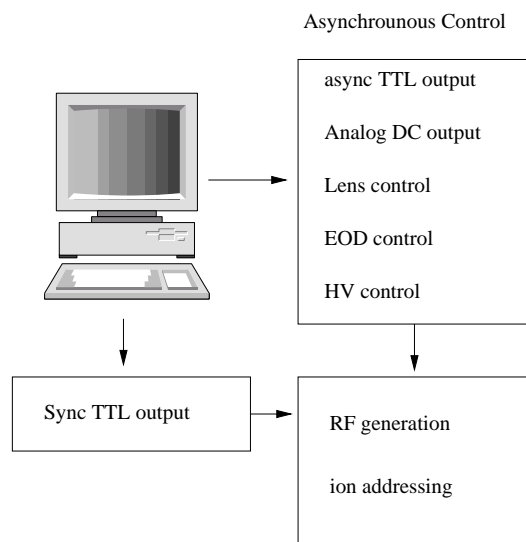 Asynchrounous Control
async TTL output
Analog DC output
Lens control
EOD control
HV control
Sync TTL output
RF generation
ion addressing